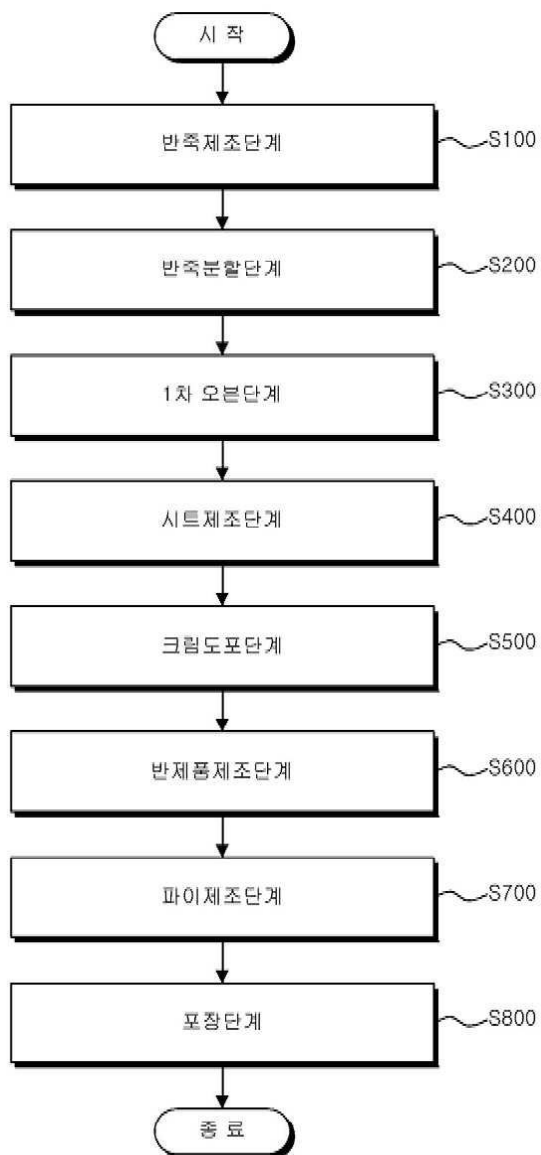 시 작
반죽제조단계 S100
반죽분할단계 S200
1차 오븐단계 S300
시트제조단계 S400
크림도포단계 S500
반제품제조단계 S600
파이제조단계 S700
포장단계 S800
종 료